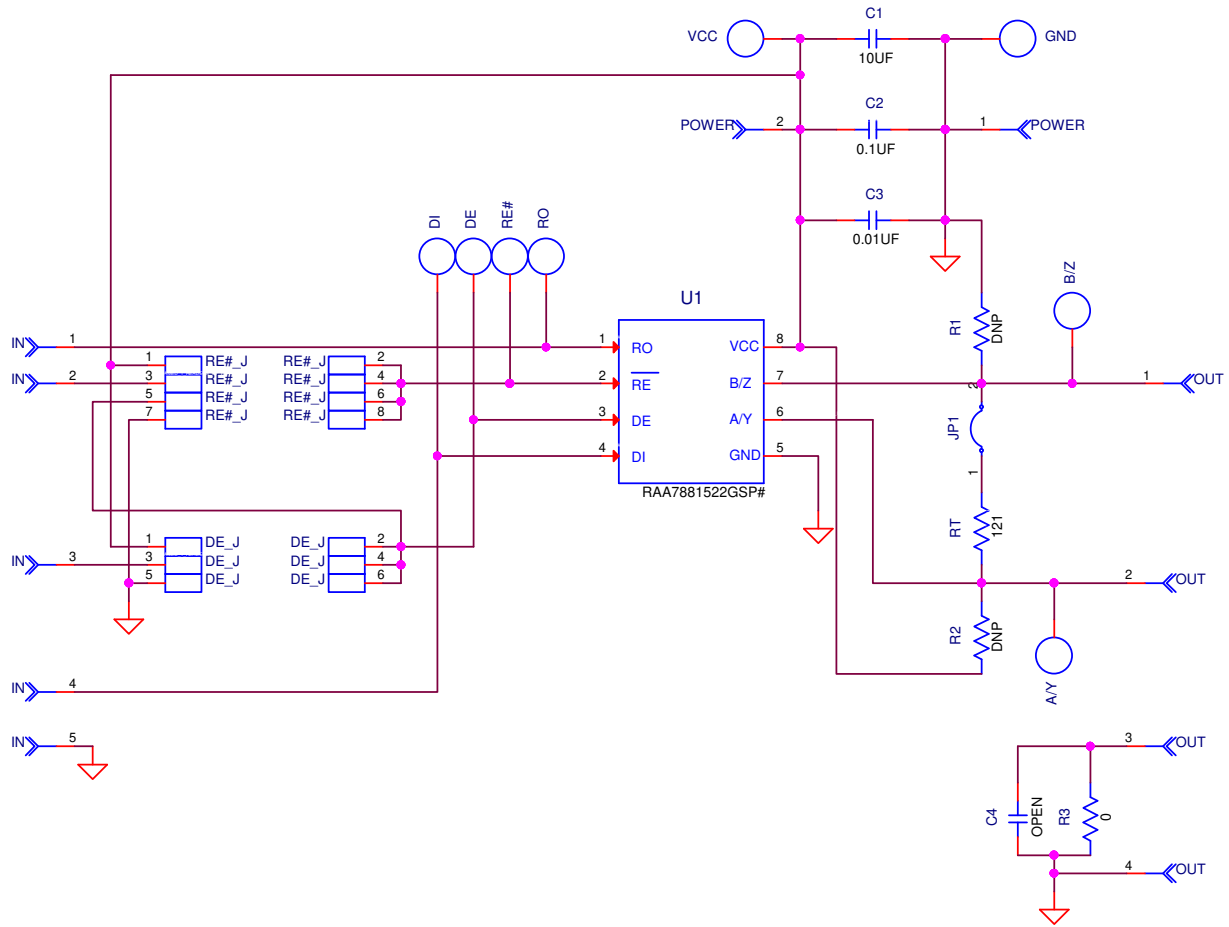 C1
VCC
GND
10UF
C2
POWER
2
1
POWER
0.1UF
C3
0.01UF
DI
DE
RE#
RO
B/Z
U1
R1
DNP
IN
1
1
RO
VCC
8
1
RE#_J
RE#_J
2
IN
2
3
RE#_J
RE#_J
4
2
RE
B/Z
7
2
1
OUT
5
RE#_J
RE#_J
6
7
RE#_J
RE#_J
8
3
DE
A/Y
6
JP1
4
DI
GND
5
1
RAA7881522GSP#
RT
121
1
DE_J
DE_J
2
IN
3
3
DE_J
DE_J
4
5
DE_J
DE_J
6
2
OUT
R2
DNP
IN
4
A/Y
IN
5
3
OUT
C4
OPEN
R3
0
4
OUT